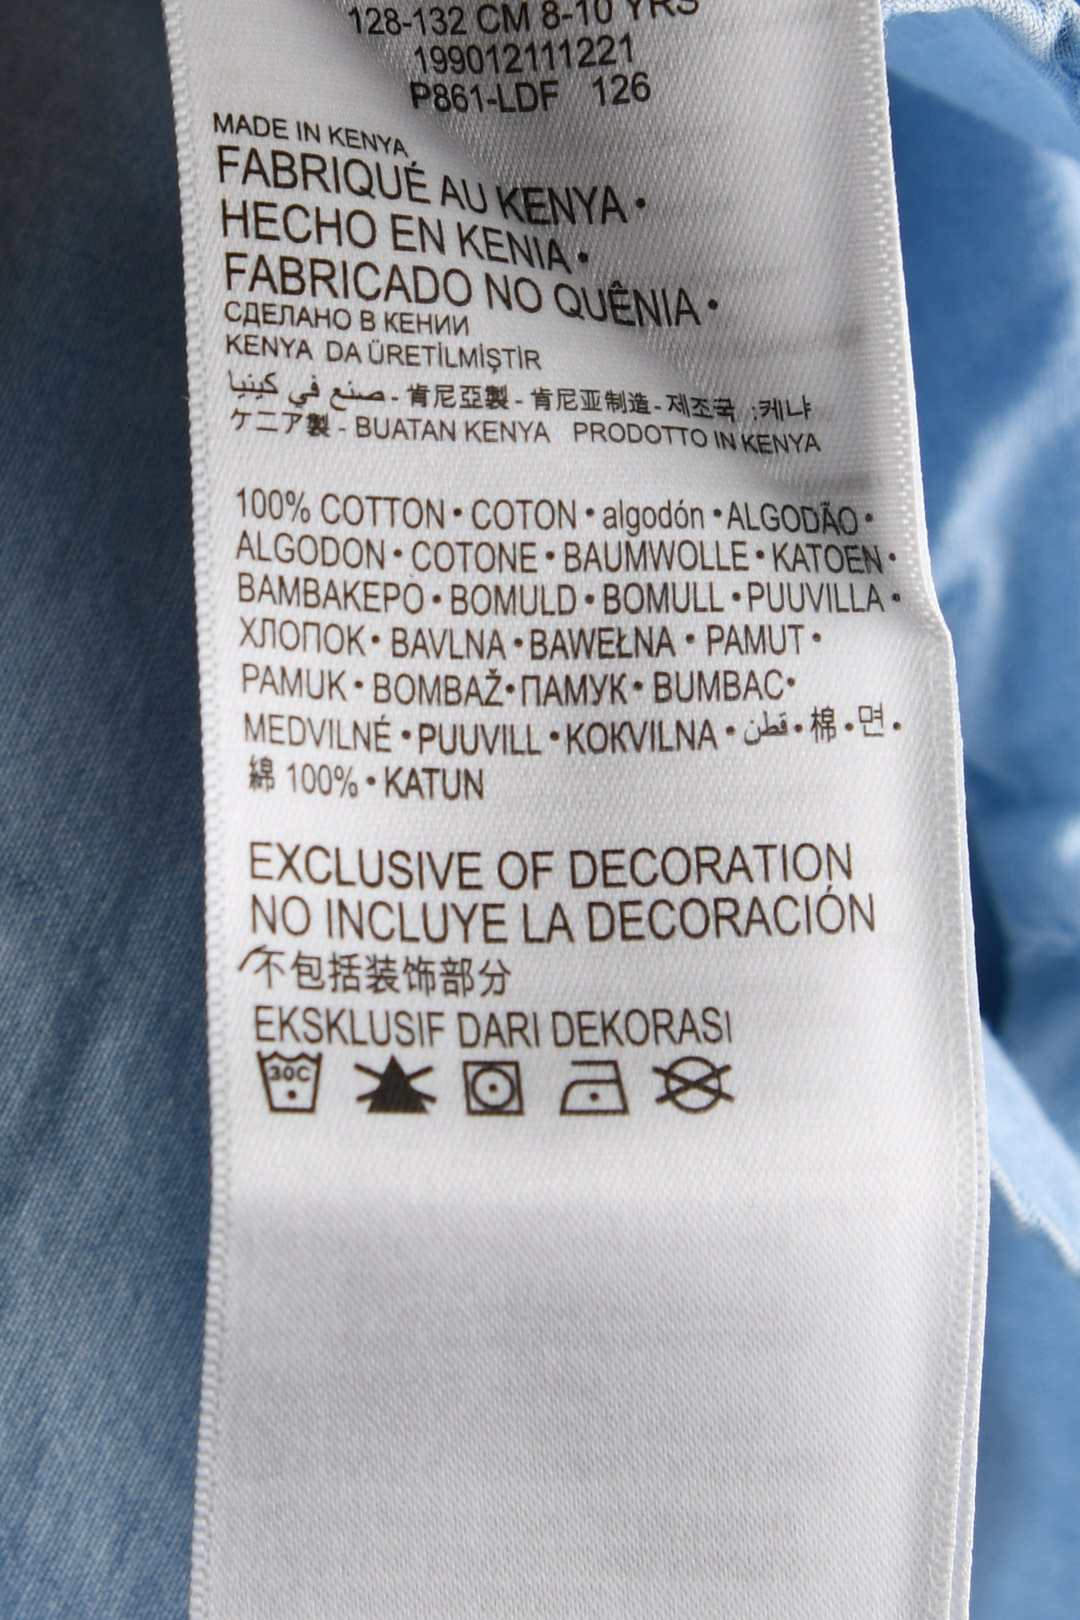 128-132 CM 8-10 YRS
199012111221
P861-LDF 126
MADE IN KENYA
FABRIQUÉ AU KENYA •
HECHO EN KENIA •
FABRICADO NO QUÊNIA •
СДЕЛАНО В КЕНИИ
KENYA DA ÜRETİLMİŞTİR
صنع في كينيا - 肯尼亞製 - 肯尼亚制造 - 제조국 :케냐
ケニア製 - BUATAN KENYA PRODOTTO IN KENYA
100% COTTON • COTON • algodón • ALGODÃO •
ALGODON • COTONE • BAUMWOLLE • KATOEN •
BAMBAKEPO • BOMULD • BOMULL • PUUVILLA •
ХЛОПОК • BAVLNA • BAWEŁNA • PAMUT •
PAMUK • BOMBAŽ • ПАМУК • BUMBAC •
MEDVILNÉ • PUUVILL • KOKVILNA • قطن • 棉 • 면 •
綿 100% • KATUN
EXCLUSIVE OF DECORATION
NO INCLUYE LA DECORACIÓN
不包括装饰部分
EKSKLUSIF DARI DEKORASI
30C